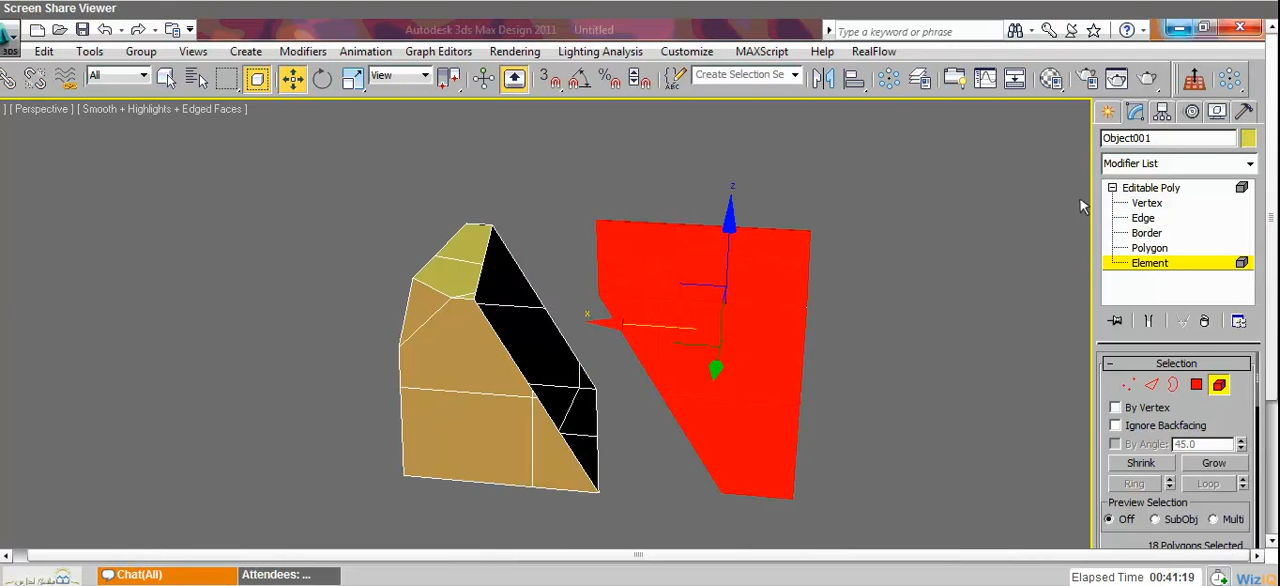 Screen Share Viewer
Autodesk 3ds Max Design 2011 Untitled
Type a keyword or phrase
3DS
Edit Tools Group Views Create Modifiers Animation Graph Editors Rendering Lighting Analysis Customize MAXScript Help RealFlow
All View 3 Create Selection Se
] [ Perspective ] [ Smooth + Highlights + Edged Faces ]
Object001
Modifier List
Editable Poly
Vertex
Edge
Border
Polygon
Element
z
x
Selection
By Vertex
Ignore Backfacing
By Angle: 45.0
Shrink Grow
Ring Loop
Preview Selection
Off SubObj Multi
18 Polygons Selected
Chat(All) Attendees: ... Elapsed Time 00:41:19